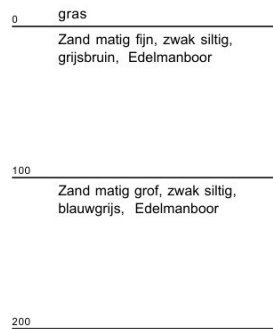 gras
0
Zand matig fijn, zwak siltig,
grijsbruin, Edelmanboor
100
Zand matig grof, zwak siltig,
blauwgrijs, Edelmanboor
200